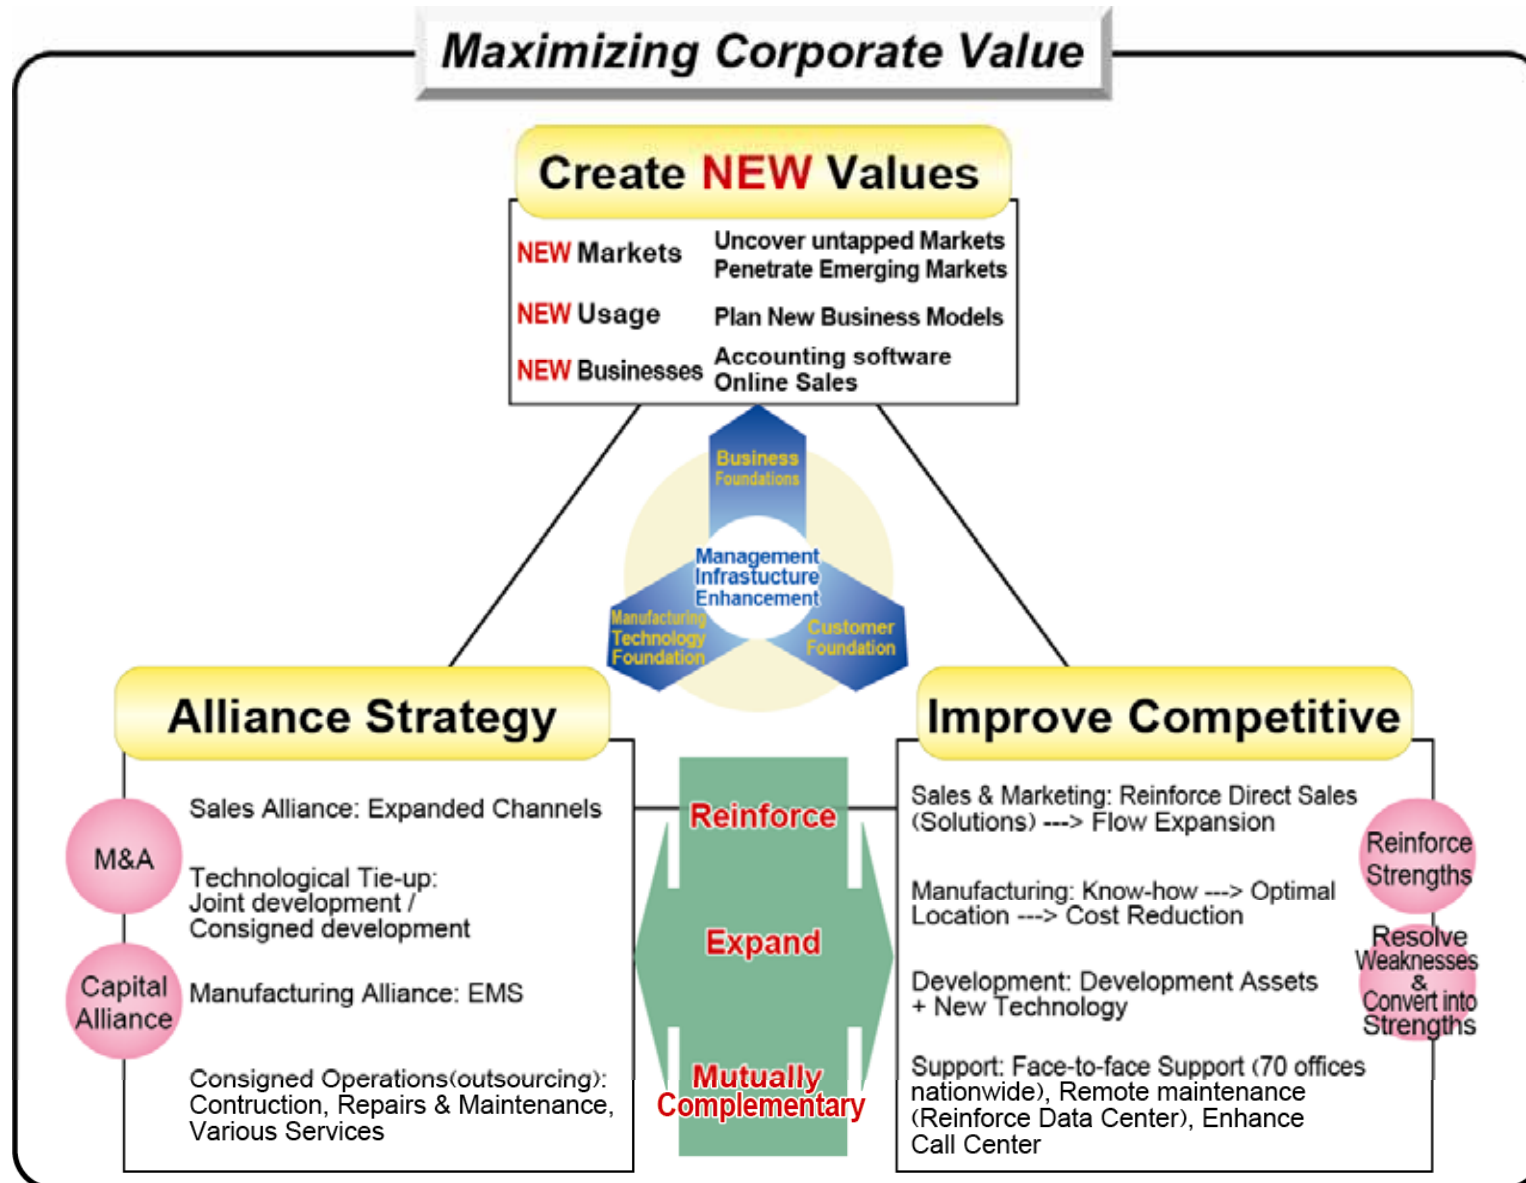 Maximizing Corporate Value
Create NEW Values
NEW Markets
Uncover untapped Markets
Penetrate Emerging Markets
NEW Usage
Plan New Business Models
NEW Businesses
Accounting software
Online Sales
Business
Foundations
Management
Infrastucture
Enhancement
Manufacturing
Technology
Foundation
Customer
Foundation
Alliance Strategy
M&A
Capital
Alliance
Sales Alliance: Expanded Channels
Technological Tie-up:
Joint development /
Consigned development
Manufacturing Alliance: EMS
Consigned Operations(outsourcing):
Contruction, Repairs & Maintenance,
Various Services
Reinforce
Expand
Mutually
Complementary
Improve Competitive
Sales & Marketing: Reinforce Direct Sales
(Solutions) ---> Flow Expansion
Manufacturing: Know-how ---> Optimal
Location ---> Cost Reduction
Development: Development Assets
+ New Technology
Support: Face-to-face Support (70 offices
nationwide), Remote maintenance
(Reinforce Data Center), Enhance
Call Center
Reinforce
Strengths
Resolve
Weaknesses
&
Convert into
Strengths